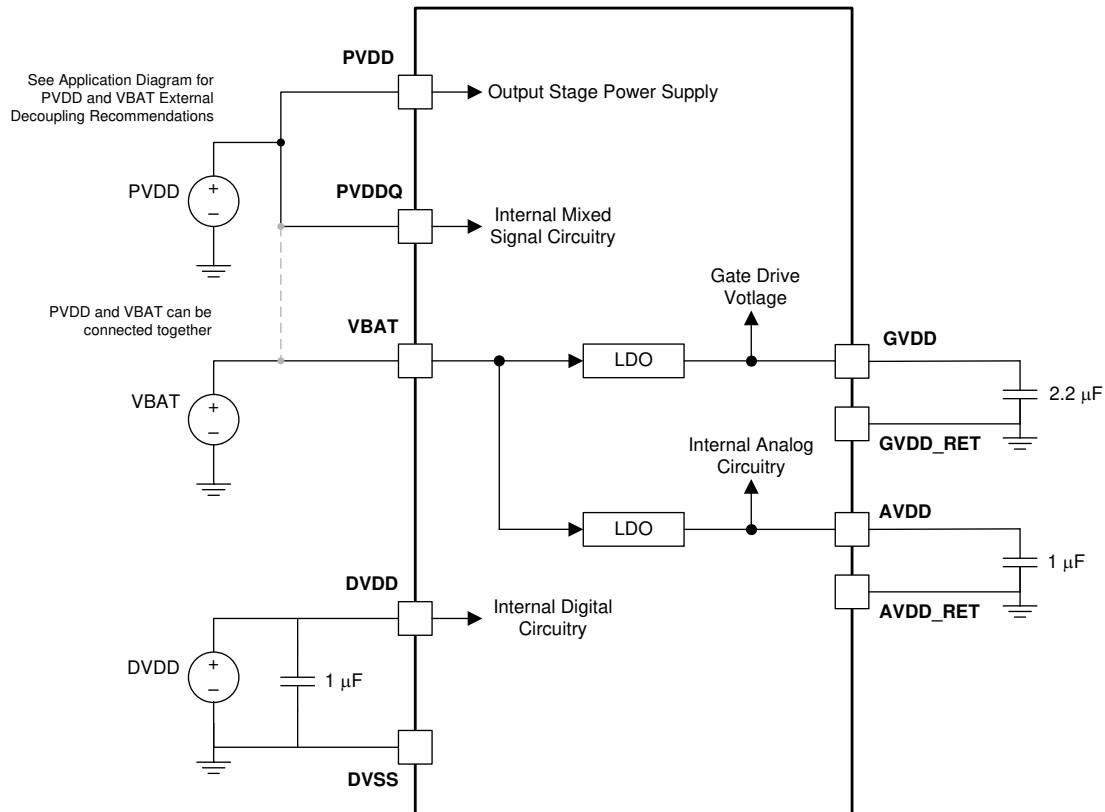 PVDD
See Application Diagram for
PVDD and VBAT External
Decoupling Recommendations
Output Stage Power Supply
PVDD
+
−
PVDDQ
Internal Mixed
Signal Circuitry
PVDD and VBAT can be
connected together
VBAT
VBAT
+
−
LDO
Gate Drive
Votlage
GVDD
2.2 μF
GVDD_RET
LDO
Internal Analog
Circuitry
AVDD
1 μF
AVDD_RET
DVDD
Internal Digital
Circuitry
DVDD
+
−
1 μF
DVSS